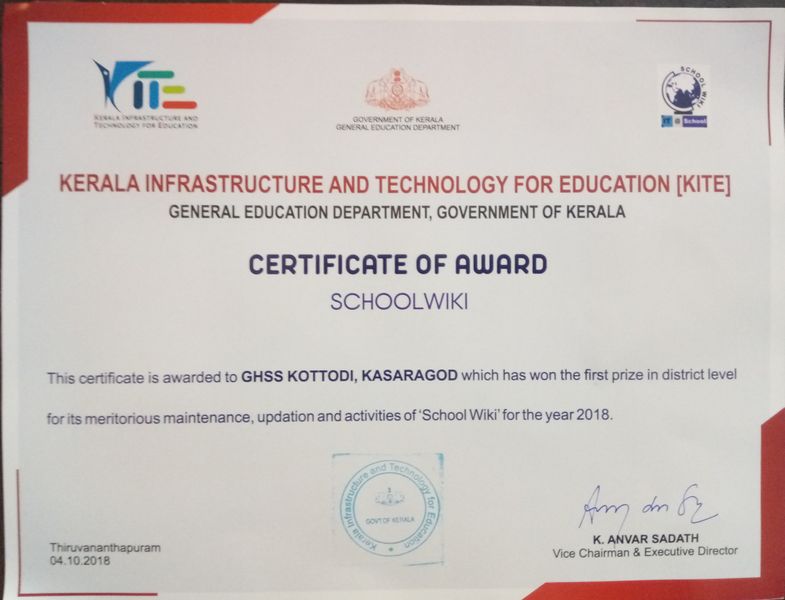 KITE
KERALA INFRASTRUCTURE AND
TECHNOLOGY FOR EDUCATION
GOVERNMENT OF KERALA
GENERAL EDUCATION DEPARTMENT
SCHOOL WIKI
IT @ School
KERALA INFRASTRUCTURE AND TECHNOLOGY FOR EDUCATION [KITE]
GENERAL EDUCATION DEPARTMENT, GOVERNMENT OF KERALA
CERTIFICATE OF AWARD
SCHOOLWIKI
This certificate is awarded to GHSS KOTTODI, KASARAGOD which has won the first prize in district level
for its meritorious maintenance, updation and activities of 'School Wiki' for the year 2018.
Kerala Infrastructure and Technology for Education
GOVT OF KERALA
Thiruvananthapuram
04.10.2018
K. ANVAR SADATH
Vice Chairman & Executive Director